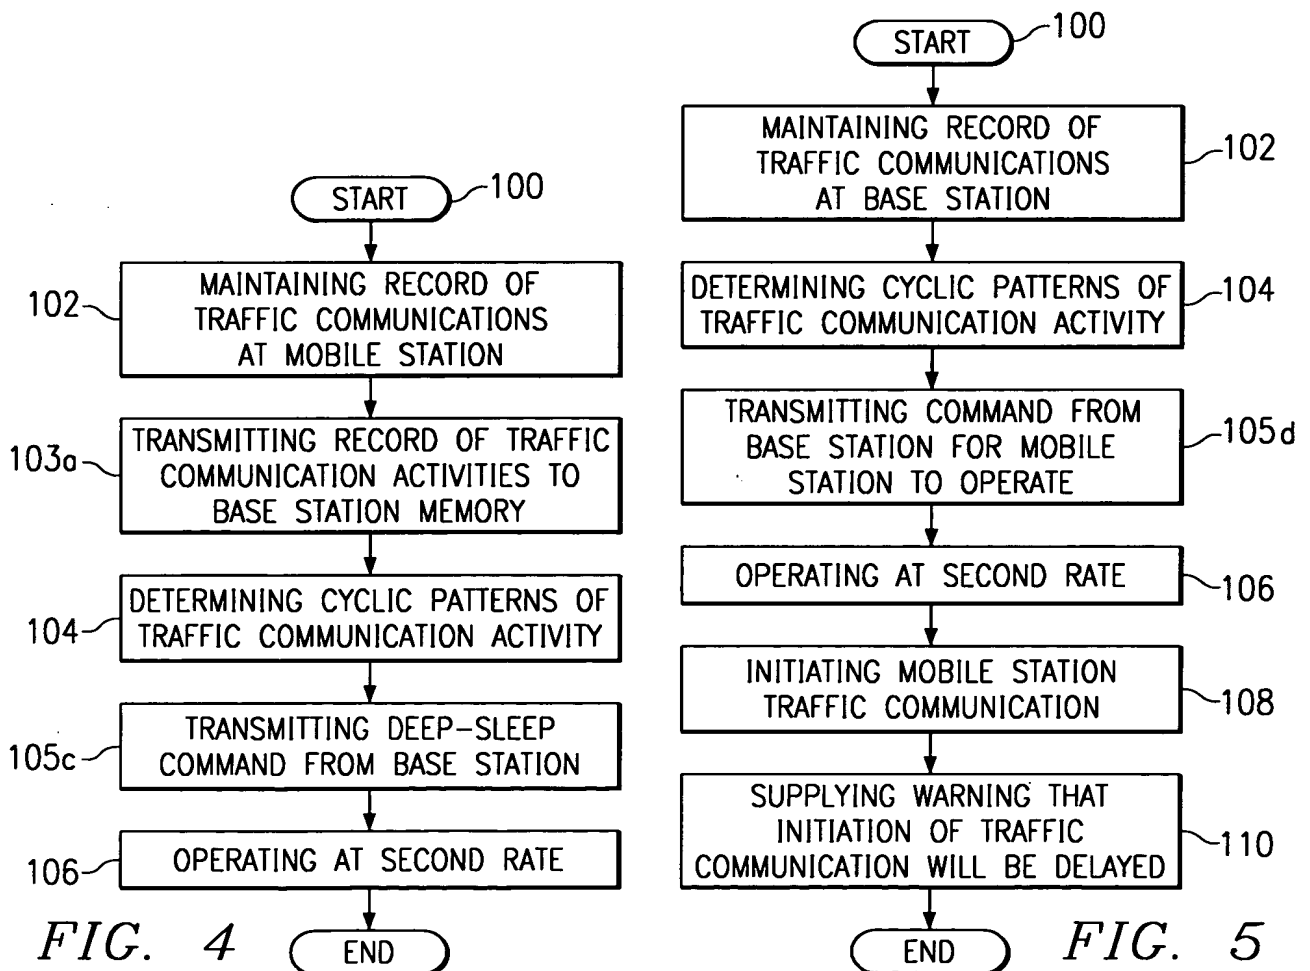 START
100
102
MAINTAINING RECORD OF
TRAFFIC COMMUNICATIONS
AT MOBILE STATION
103a
TRANSMITTING RECORD OF TRAFFIC
COMMUNICATION ACTIVITIES TO
BASE STATION MEMORY
104
DETERMINING CYCLIC PATTERNS OF
TRAFFIC COMMUNICATION ACTIVITY
105c
TRANSMITTING DEEP-SLEEP
COMMAND FROM BASE STATION
106
OPERATING AT SECOND RATE
END
FIG. 4
START
100
MAINTAINING RECORD OF
TRAFFIC COMMUNICATIONS
AT BASE STATION
102
DETERMINING CYCLIC PATTERNS OF
TRAFFIC COMMUNICATION ACTIVITY
104
TRANSMITTING COMMAND FROM
BASE STATION FOR MOBILE
STATION TO OPERATE
105d
OPERATING AT SECOND RATE
106
INITIATING MOBILE STATION
TRAFFIC COMMUNICATION
108
SUPPLYING WARNING THAT
INITIATION OF TRAFFIC
COMMUNICATION WILL BE DELAYED
110
END
FIG. 5